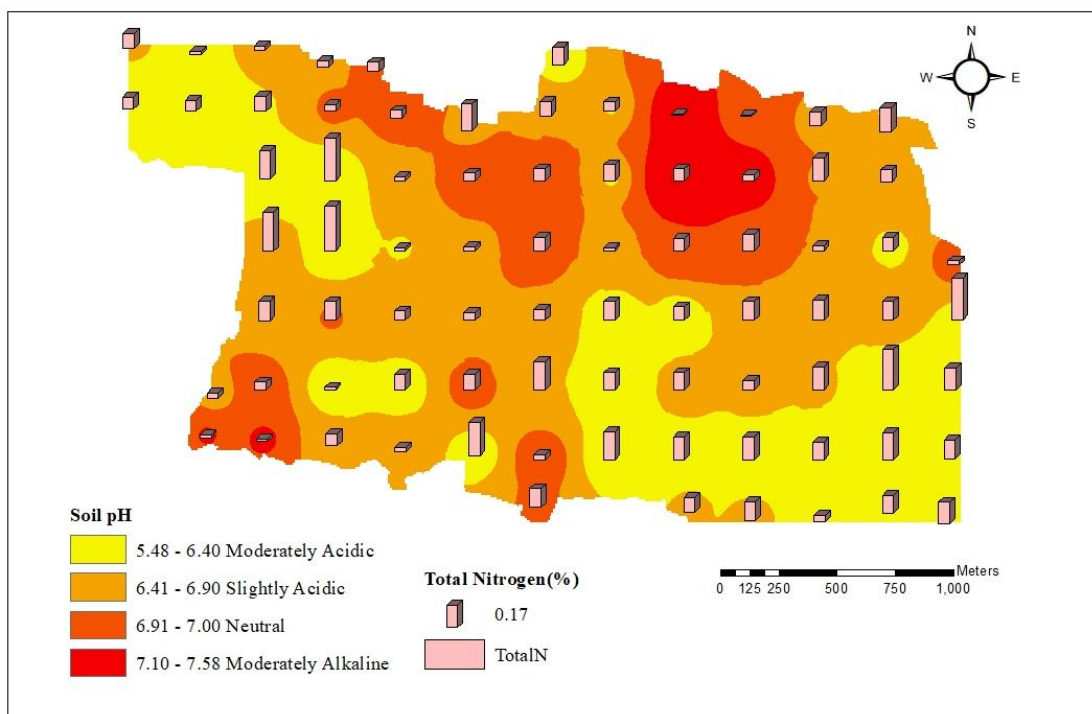 N
W E
S
Soil pH
5.48 - 6.40 Moderately Acidic
6.41 - 6.90 Slightly Acidic
6.91 - 7.00 Neutral
7.10 - 7.58 Moderately Alkaline
Total Nitrogen(%)
0.17
TotalN
Meters
0 125 250 500 750 1,000